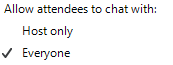 Allow attendees to chat with:
Host only
Everyone